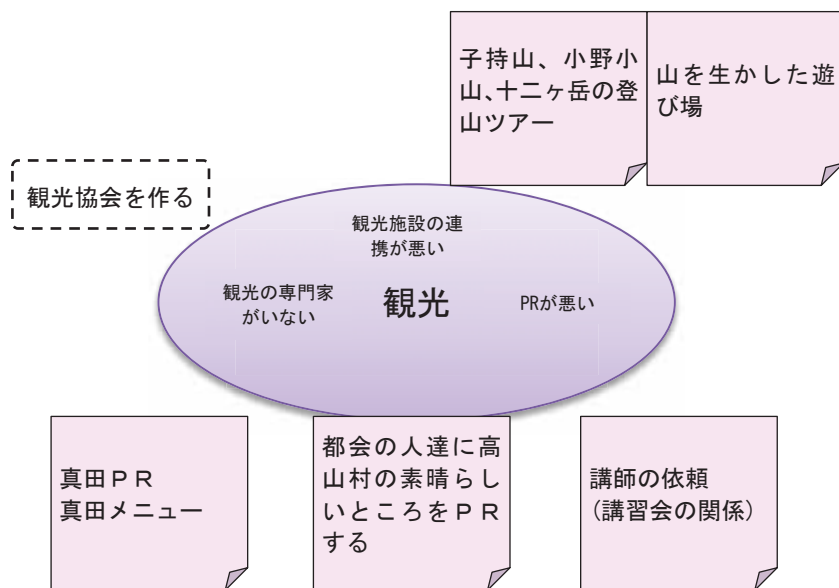 子持山、小野小
山、十二ヶ岳の登
山ツアー
山を生かした遊
び場
観光協会を作る
観光施設の連
携が悪い
観光の専門家
がいない
観光
PRが悪い
真田ＰＲ
真田メニュー
都会の人達に高
山村の素晴らし
いところをＰＲ
する
講師の依頼
(講習会の関係)